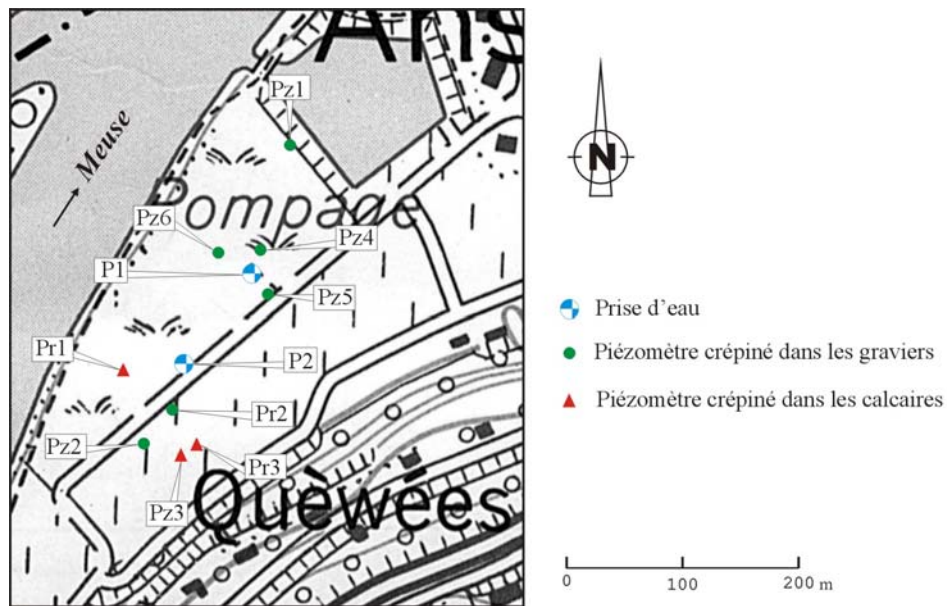 Ans
Pz1
Meuse
Pompage
Pz6
Pz4
P1
Pz5
Pr1
P2
Pr2
Pz2
Pr3
Pz3
Quèwées
N
Prise d'eau
Piézomètre crépiné dans les graviers
Piézomètre crépiné dans les calcaires
0 100 200 m